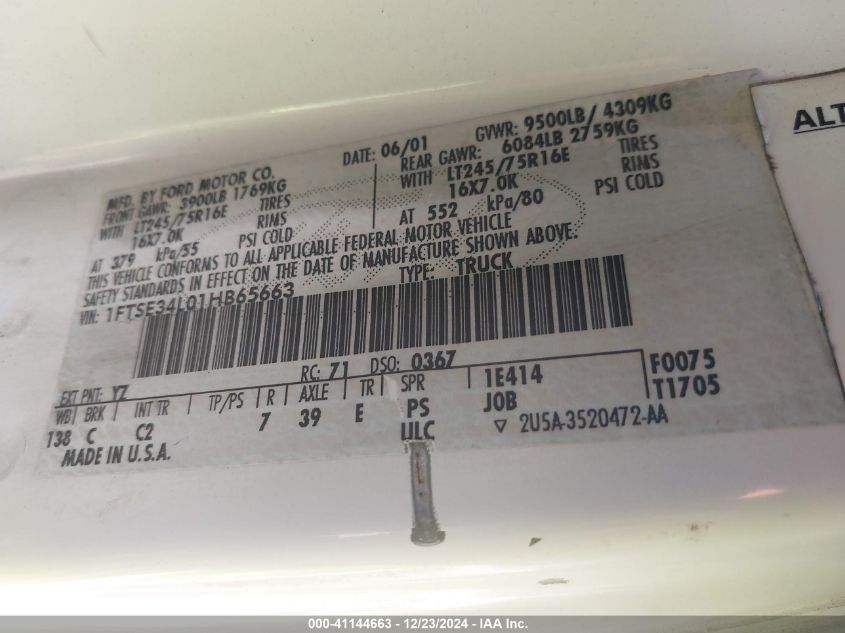 MFD. BY FORD MOTOR CO.
DATE: 06/01
GVWR: 9500LB/ 4309KG
FRONT GAWR: 3900LB 1769KG
REAR GAWR: 6084LB 2759KG
WITH LT245/75R16E TIRES
WITH LT245/75R16E TIRES
16X7.0K RIMS
16X7.0K RIMS
AT 379 kPa/55 PSI COLD
AT 552 kPa/80 PSI COLD
THIS VEHICLE CONFORMS TO ALL APPLICABLE FEDERAL MOTOR VEHICLE
SAFETY STANDARDS IN EFFECT ON THE DATE OF MANUFACTURE SHOWN ABOVE.
VIN: 1FTSE34L01HB65663
TYPE: TRUCK
EXT PNT: YZ
RC: 71 DSO: 0367
WB BRK INT TR TP/PS R AXLE TR SPR 1E414 F0075
138 C C2 7 39 E PS JOB T1705
MADE IN U.S.A.
ULC
▽ 2U5A-3520472-AA
ALT
000-41144663 - 12/23/2024 - IAA Inc.